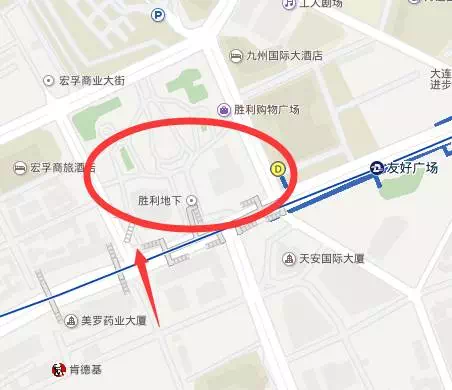 工人剧场
P
九州国际大酒店
大连
进步
宏孚商业大街
胜利购物广场
宏孚商旅酒店
D
友好广场
胜利地下
天安国际大厦
美罗药业大厦
肯德基